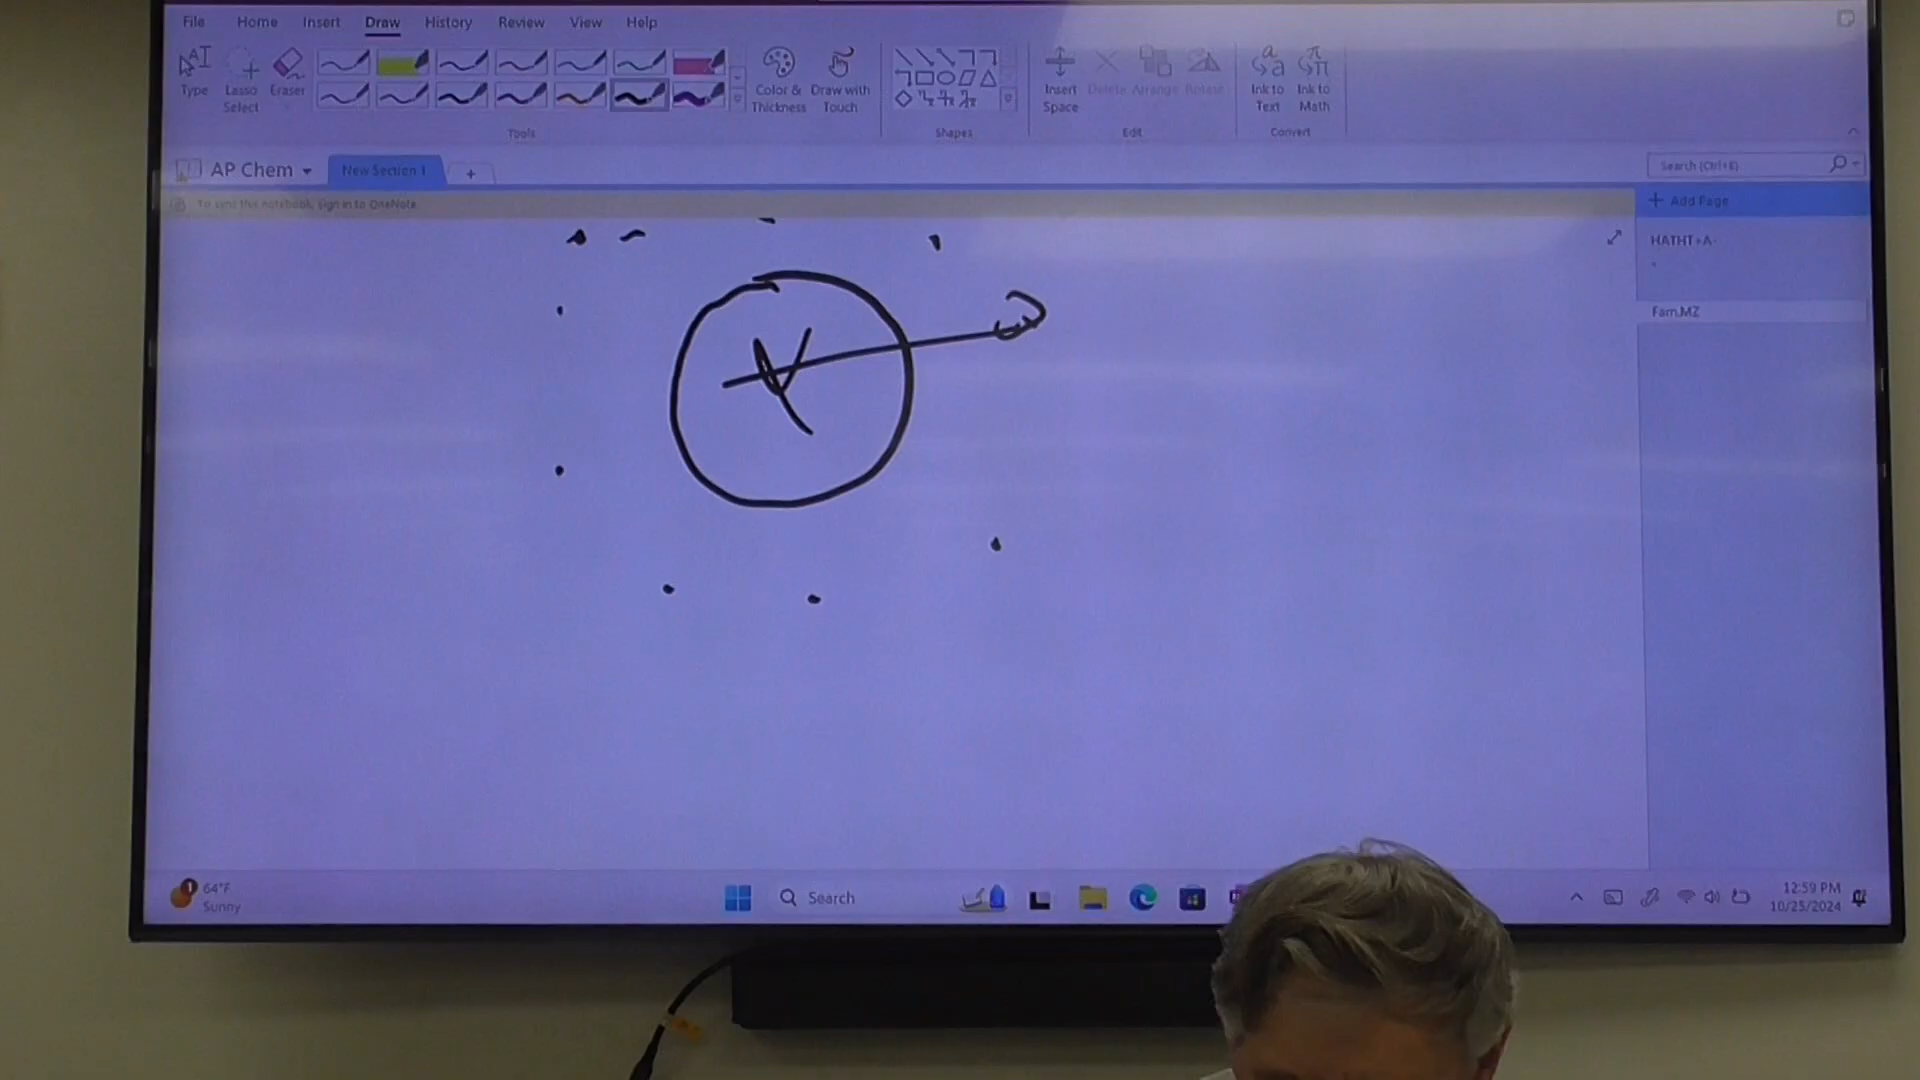 File Home Insert Draw History Review View Help
Type
Lasso Select
Eraser
Color & Thickness
Draw with Touch
Insert Space
Delete
Arrange
Rotate
Ink to Text
Ink to Math
Tools
Shapes
Edit
Convert
AP Chem
New Section 1
+
Search (Ctrl+E)
To sync this notebook, sign in to OneNote.
+ Add Page
Fam.MZ
64°F
Sunny
Search
12:59 PM
10/25/2024